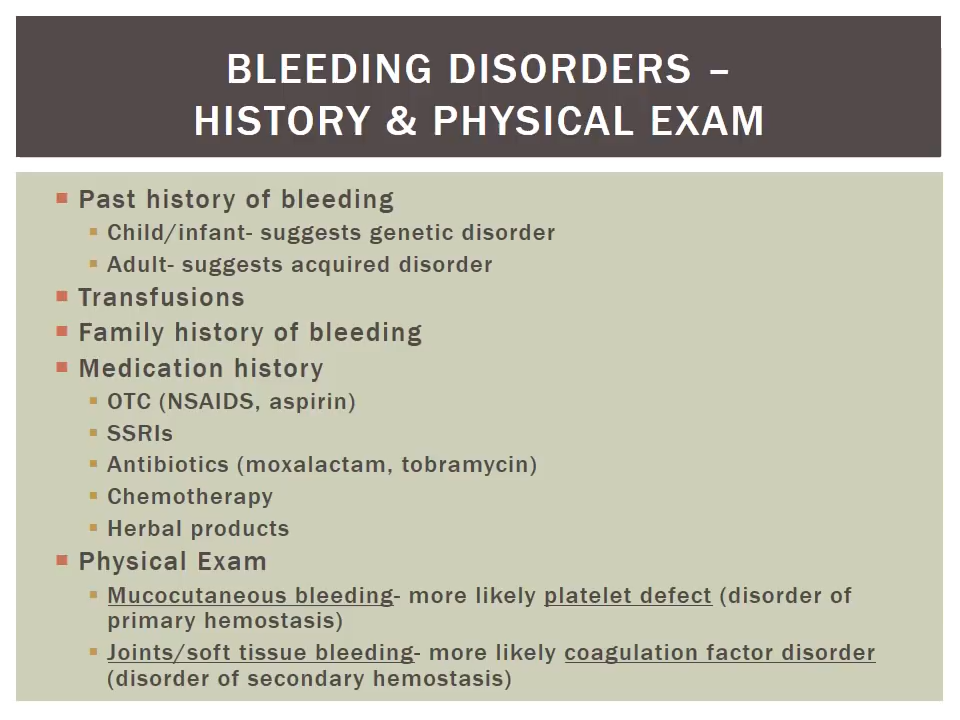 BLEEDING DISORDERS –
HISTORY & PHYSICAL EXAM
Past history of bleeding
Child/infant- suggests genetic disorder
Adult- suggests acquired disorder
Transfusions
Family history of bleeding
Medication history
OTC (NSAIDS, aspirin)
SSRIs
Antibiotics (moxalactam, tobramycin)
Chemotherapy
Herbal products
Physical Exam
Mucocutaneous bleeding- more likely platelet defect (disorder of
primary hemostasis)
Joints/soft tissue bleeding- more likely coagulation factor disorder
(disorder of secondary hemostasis)